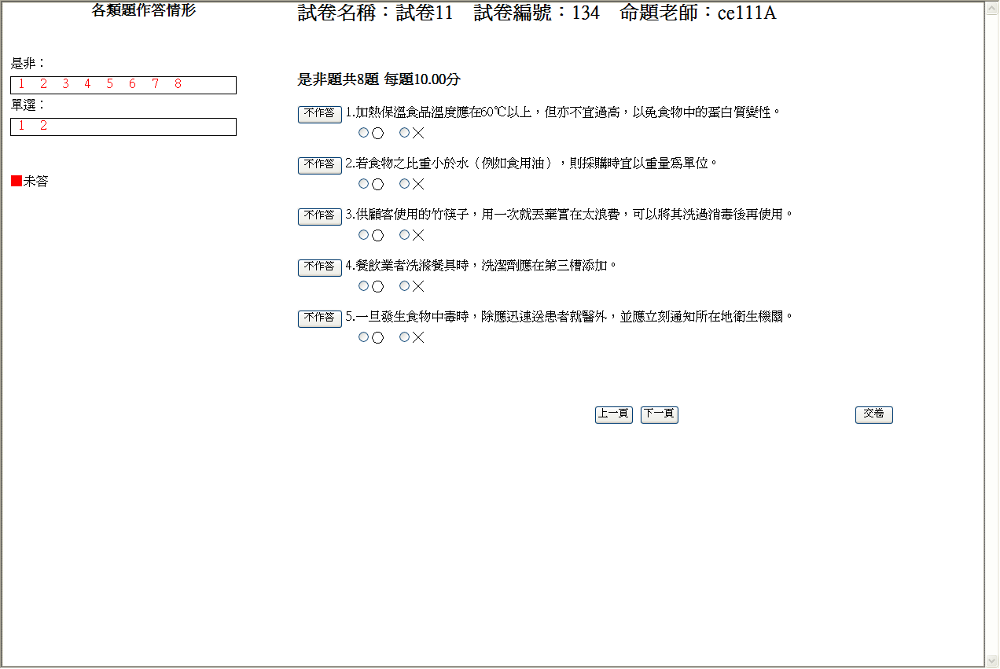 各類題作答情形
是非：
1 2 3 4 5 6 7 8
單選：
1 2
未答
試卷名稱：試卷11 試卷編號：134 命題老師：ce111A
是非題共8題 每題10.00分
不作答 1.加熱保溫食品溫度應在60℃以上，但亦不宜過高，以免食物中的蛋白質變性。
○ ╳
不作答 2.若食物之比重小於水（例如食用油），則採購時宜以重量為單位。
○ ╳
不作答 3.供顧客使用的竹筷子，用一次就丟棄實在太浪費，可以將其洗過消毒後再使用。
○ ╳
不作答 4.餐飲業者洗滌餐具時，洗潔劑應在第三槽添加。
○ ╳
不作答 5.一旦發生食物中毒時，除應迅速送患者就醫外，並應立刻通知所在地衛生機關。
○ ╳
上一頁 下一頁 交卷